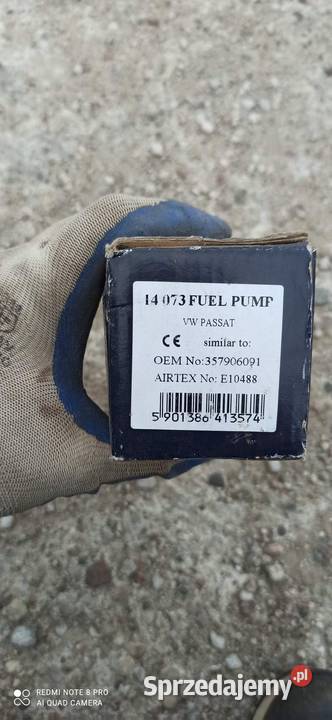 14 073 FUEL PUMP
VW PASSAT
CE similar to:
OEM No:357906091
AIRTEX No: E10488
5 901386 413574
REDMI NOTE 8 PRO
AI QUAD CAMERA
Sprzedajemy.pl